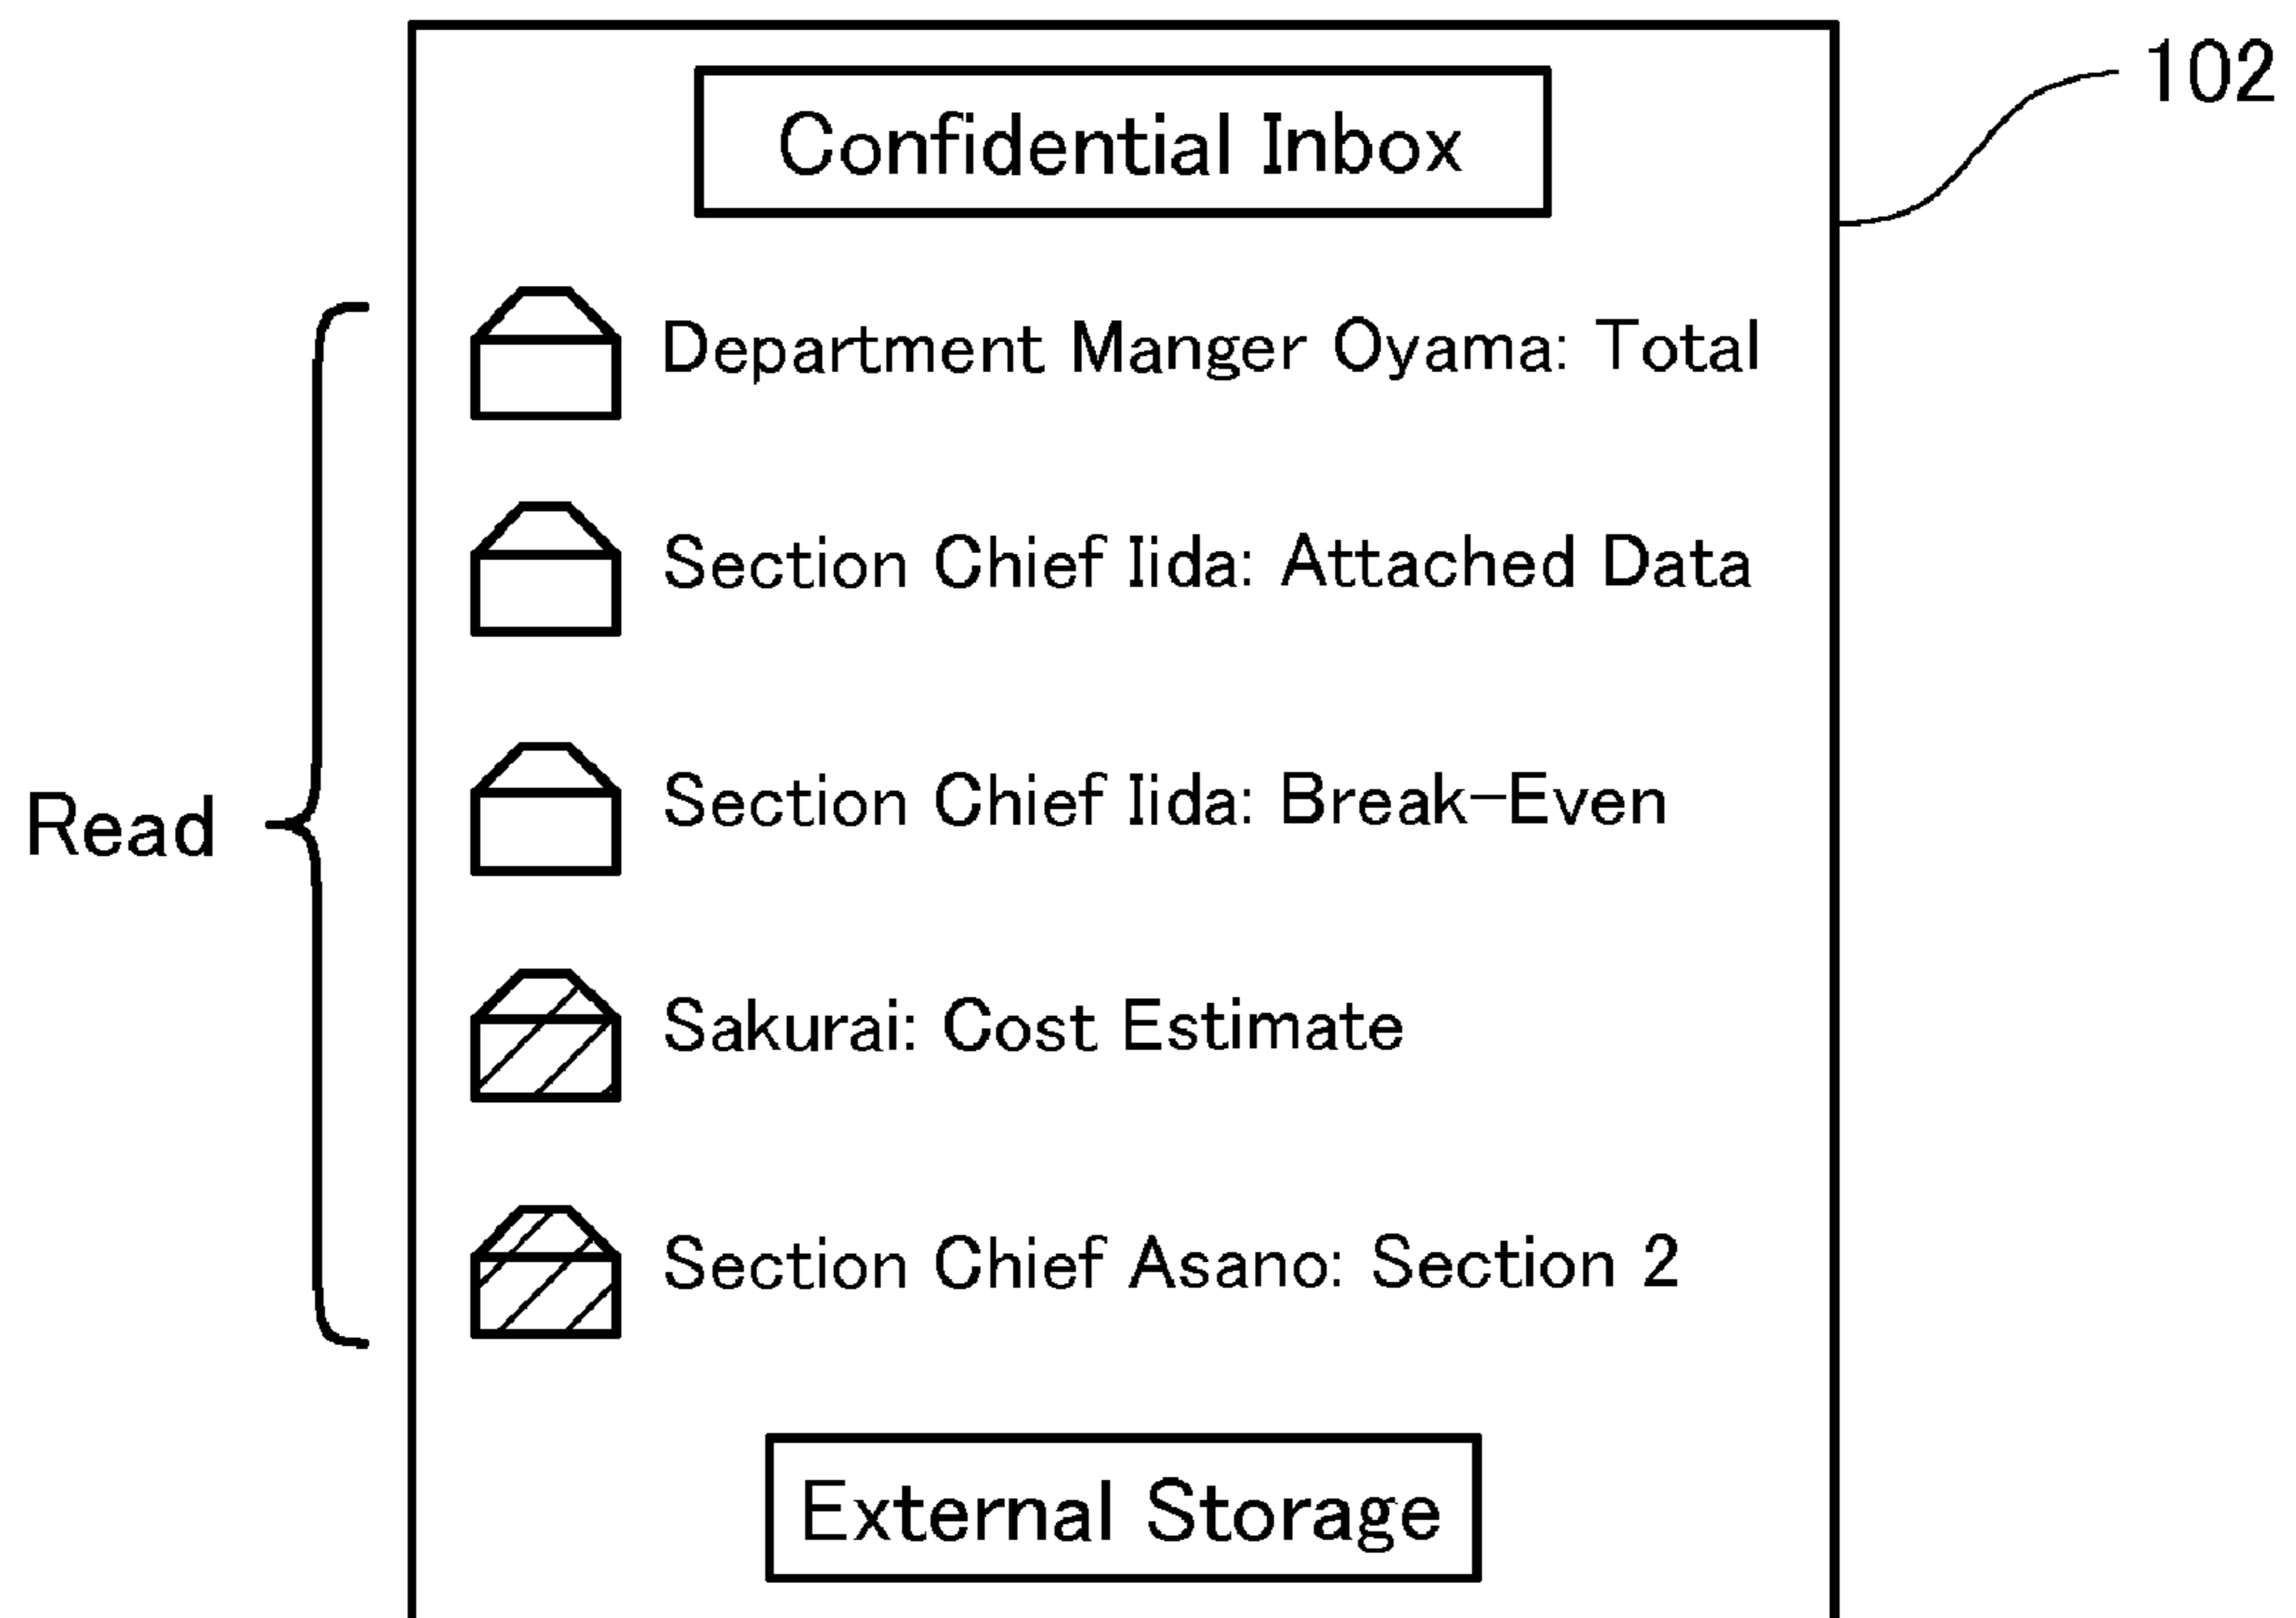 102
Confidential Inbox
Department Manger Oyama: Total
Section Chief Iida: Attached Data
Section Chief Iida: Break-Even
Read
Sakurai: Cost Estimate
Section Chief Asano: Section 2
External Storage